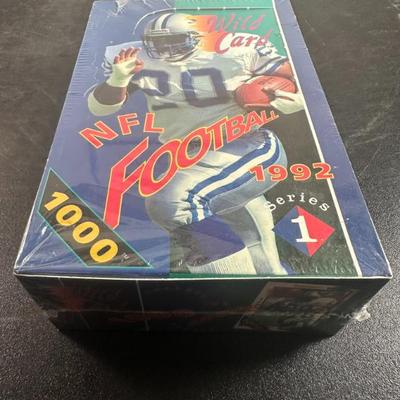 Wild
Card
20
NFL
FOOTBALL
1992
Series
1
1000